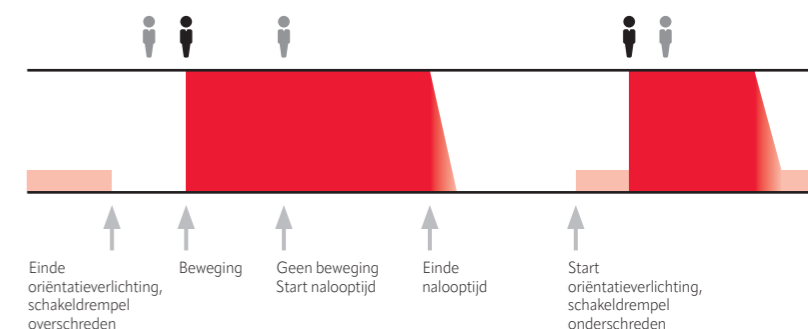 Einde
oriëntatieverlichting,
schakeldrempel
overschreden
Beweging
Geen beweging
Start nalooptijd
Einde
nalooptijd
Start
oriëntatieverlichting,
schakeldrempel
onderschreden